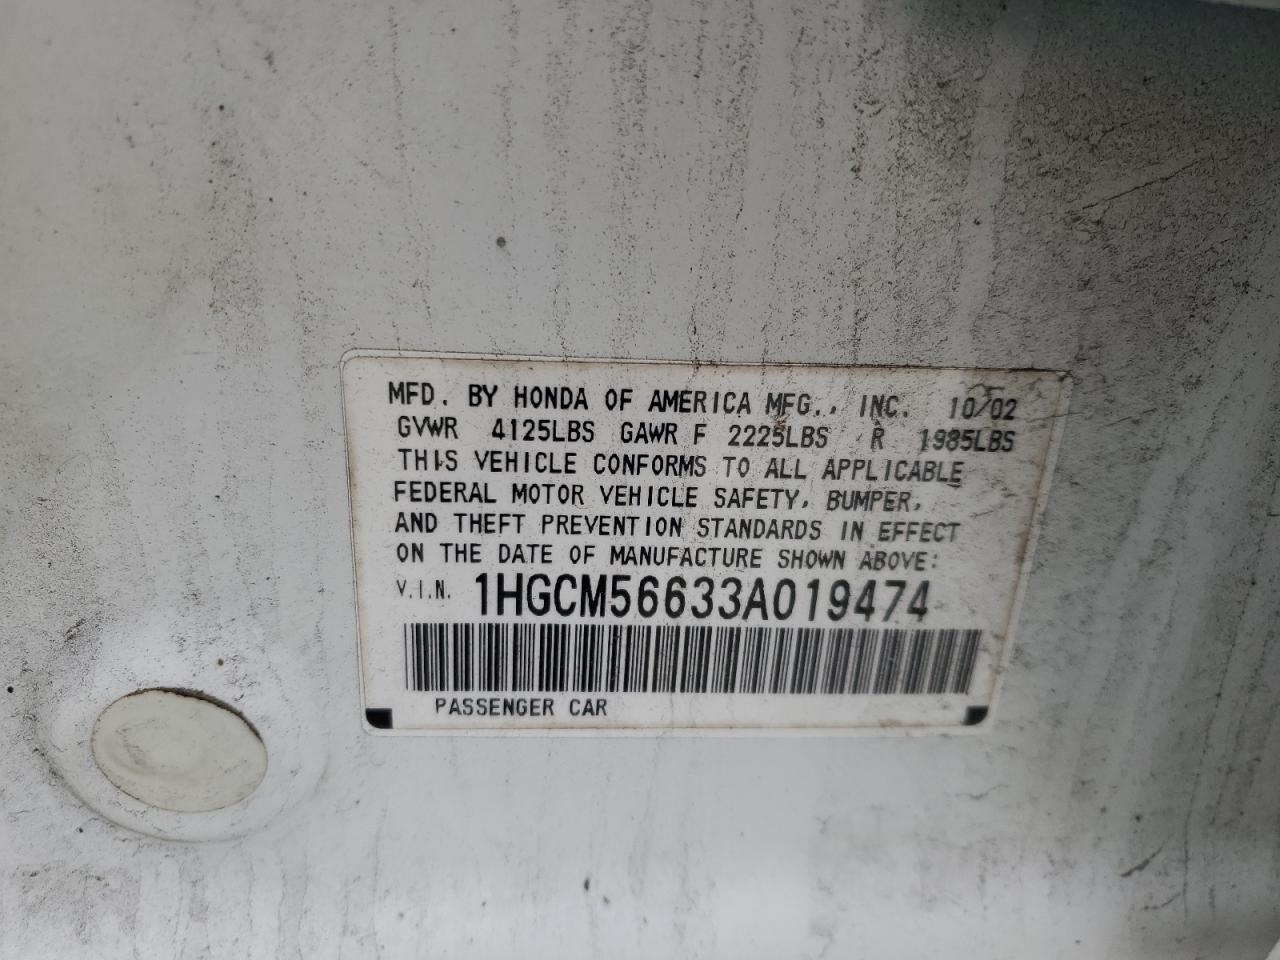 MFD. BY HONDA OF AMERICA MFG., INC. 10/02
GVWR 4125LBS GAWR F 2225LBS R 1985LBS
THIS VEHICLE CONFORMS TO ALL APPLICABLE
FEDERAL MOTOR VEHICLE SAFETY, BUMPER,
AND THEFT PREVENTION STANDARDS IN EFFECT
ON THE DATE OF MANUFACTURE SHOWN ABOVE:
V.I.N. 1HGCM56633A019474
PASSENGER CAR